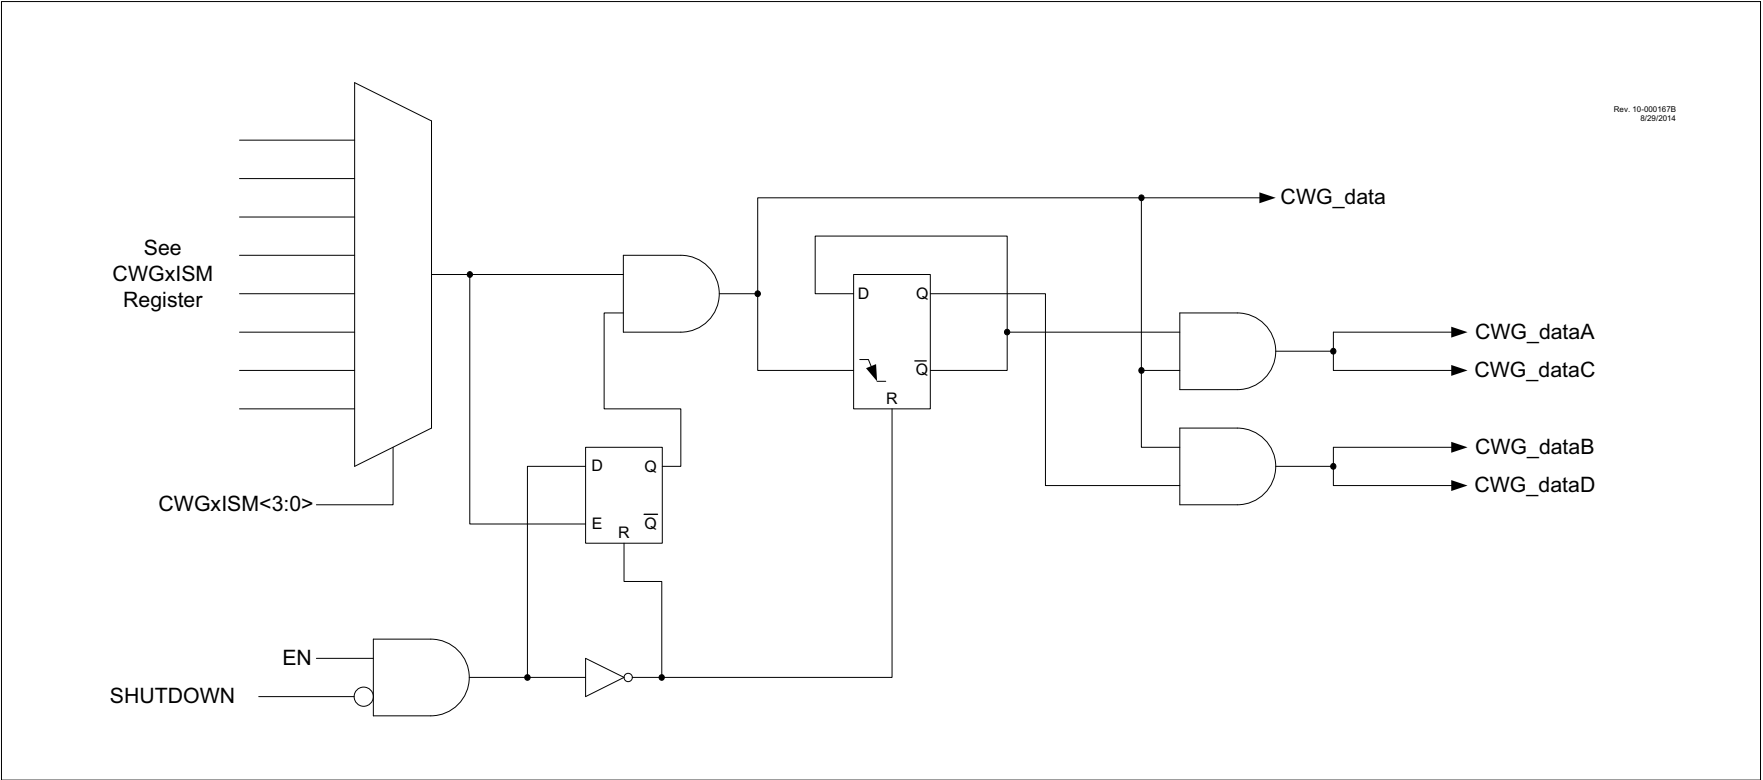 Rev. 10-000167B
8/29/2014
CWG_data
See
CWGxISM
Register
D
Q
Q
R
CWG_dataA
CWG_dataC
CWG_dataB
CWG_dataD
D
Q
E
Q
R
CWGxISM<3:0>
EN
SHUTDOWN